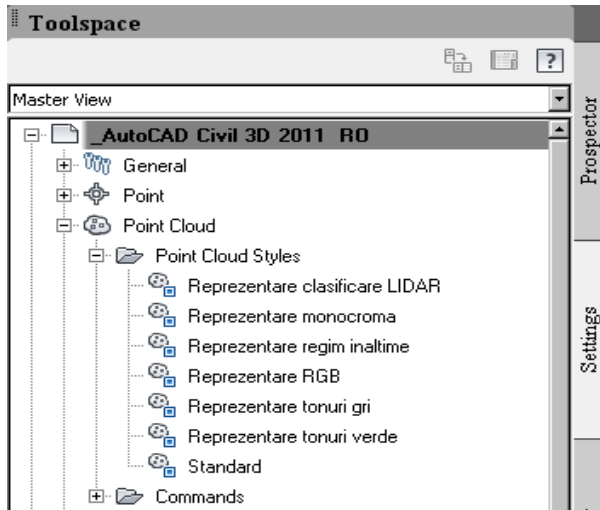 Toolspace
Master View
_AutoCAD Civil 3D 2011 RO
General
Point
Point Cloud
Point Cloud Styles
Reprezentare clasificare LIDAR
Reprezentare monocroma
Reprezentare regim inaltime
Reprezentare RGB
Reprezentare tonuri gri
Reprezentare tonuri verde
Standard
Commands
Prospector
Settings